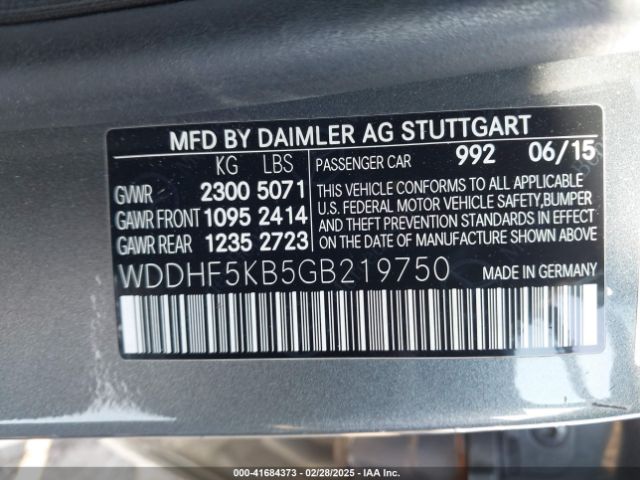 MFD BY DAIMLER AG STUTTGART
KG LBS
GWR 2300 5071
GAWR FRONT 1095 2414
GAWR REAR 1235 2723
PASSENGER CAR 992 06/15
THIS VEHICLE CONFORMS TO ALL APPLICABLE
U.S. FEDERAL MOTOR VEHICLE SAFETY,BUMPER
AND THEFT PREVENTION STANDARDS IN EFFECT
ON THE DATE OF MANUFACTURE SHOWN ABOVE.
WDDHF5KB5GB219750 MADE IN GERMANY
00-41684373 | 02/28/2025 | IAA Inc.